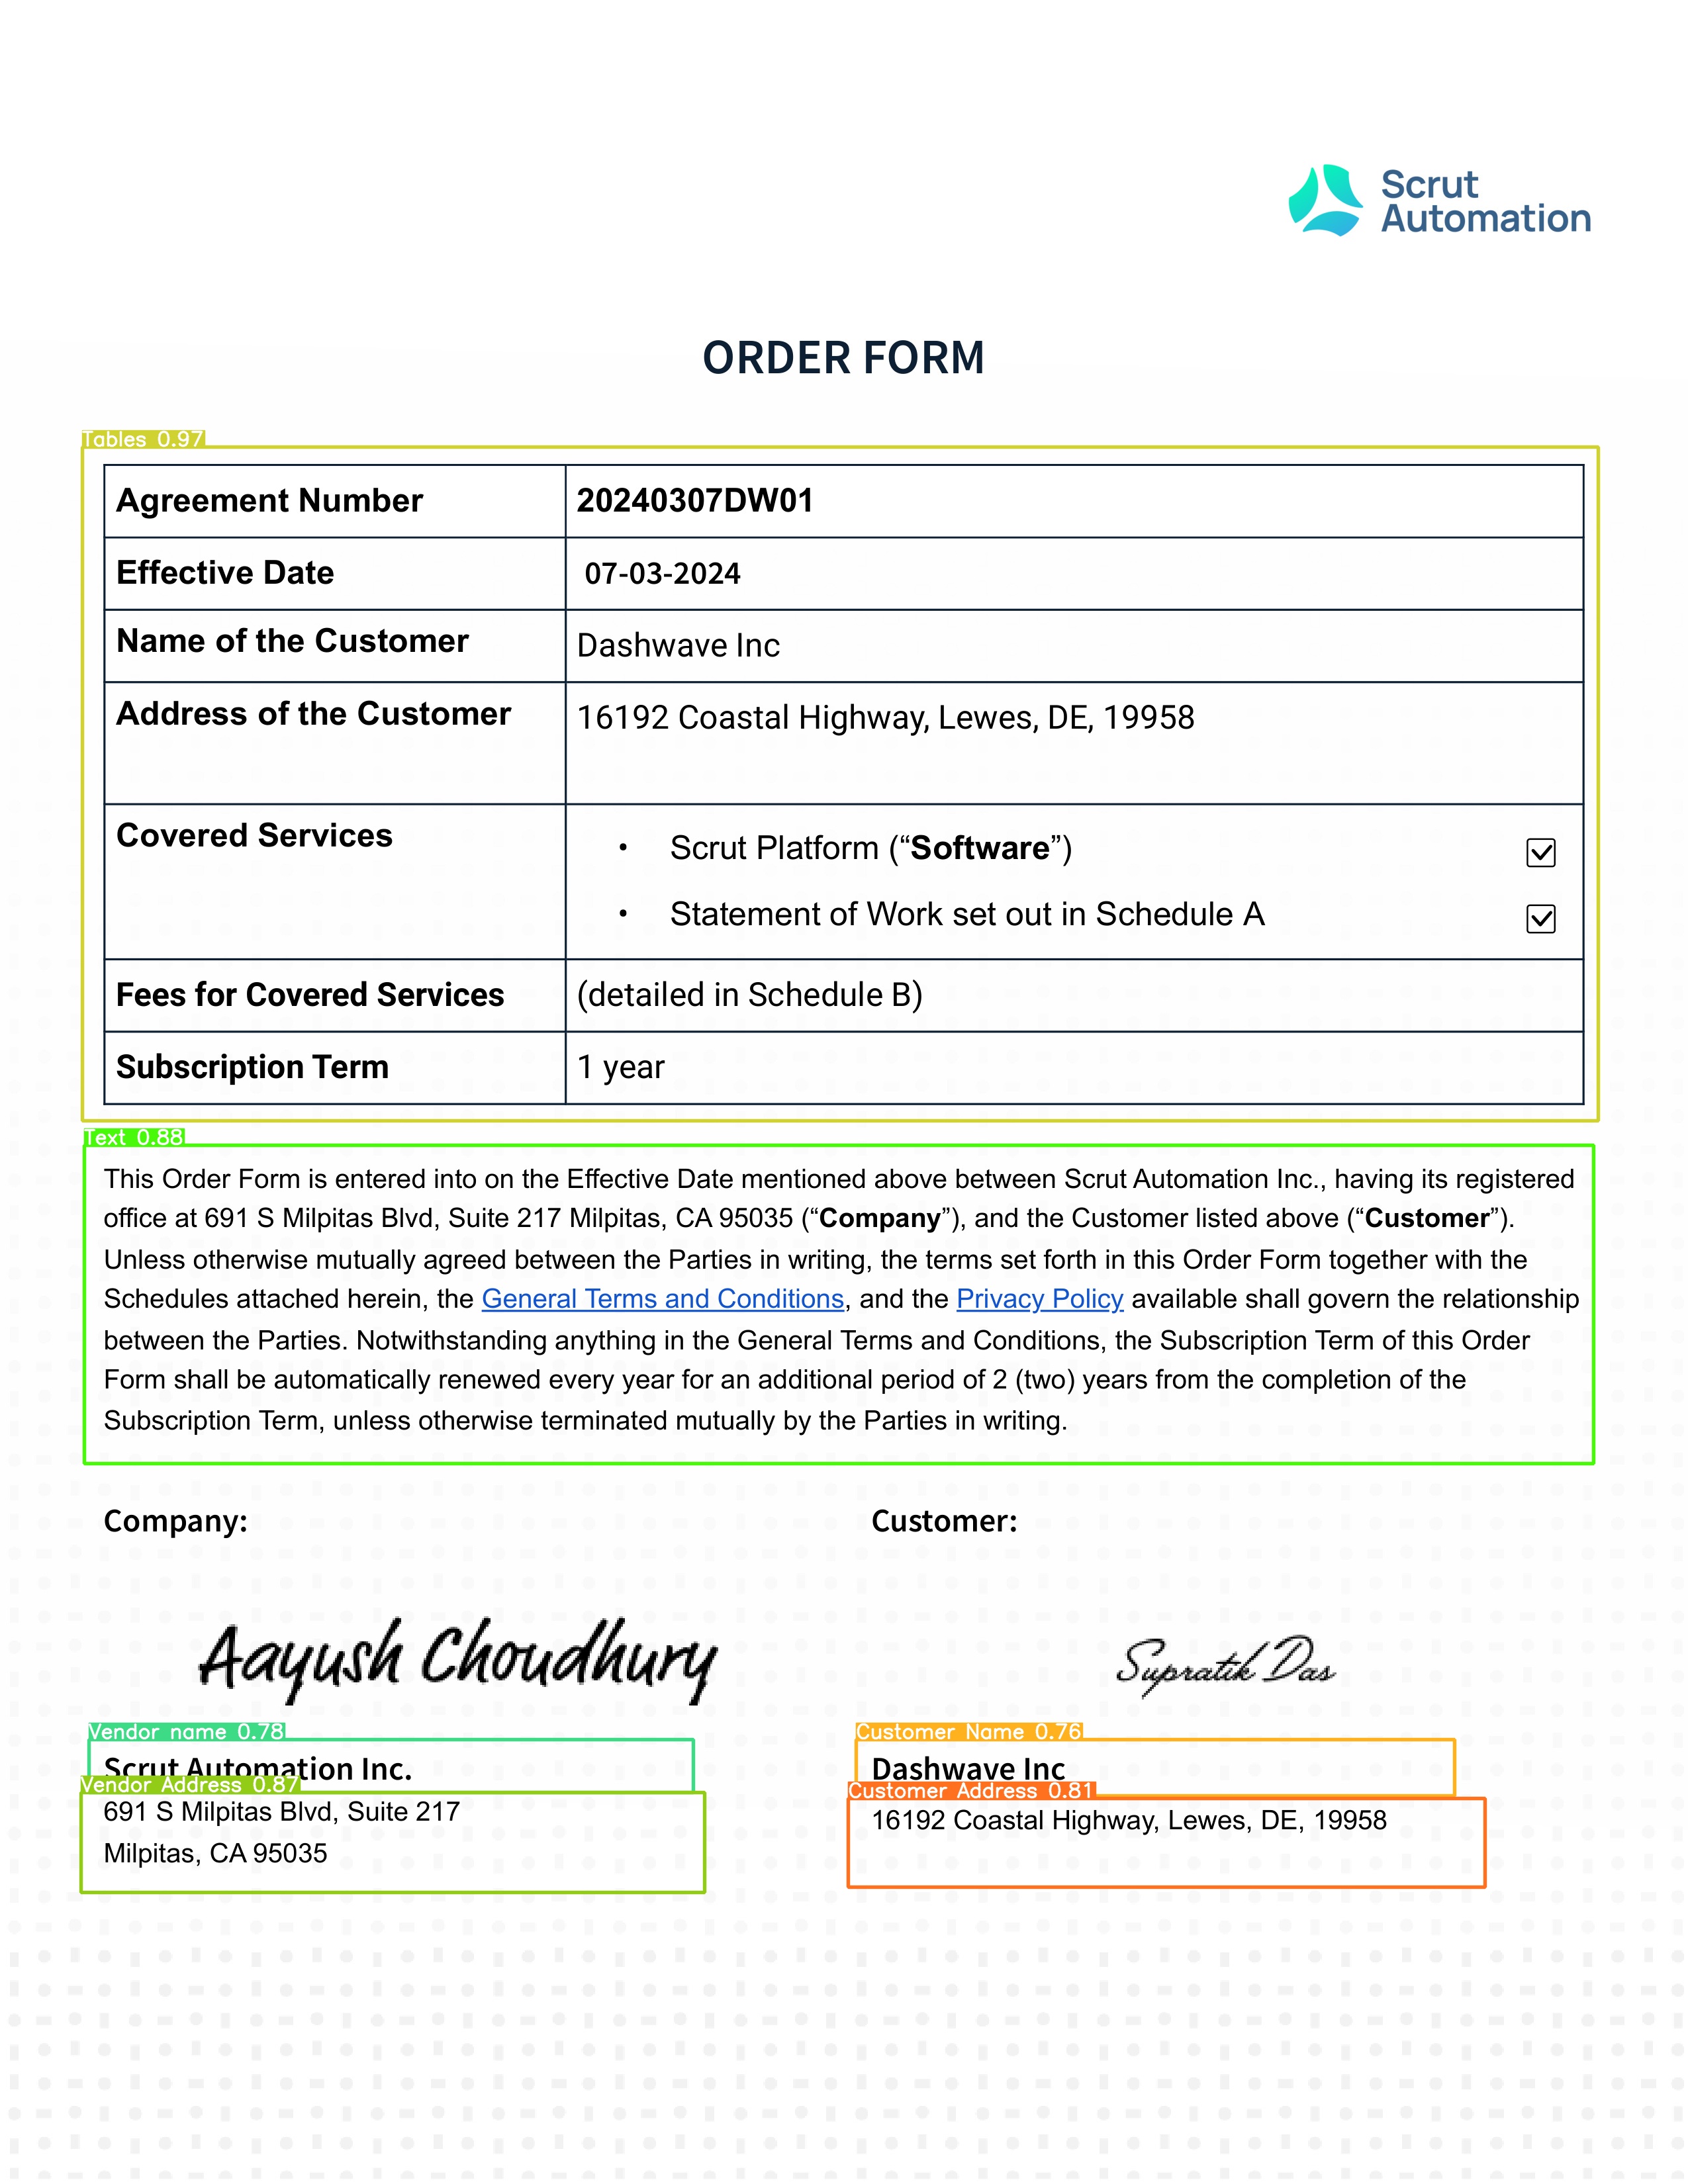 Scrut
Automation
ORDER FORM
Tables 0.97
Agreement Number 20240307DW01
Effective Date 07-03-2024
Name of the Customer Dashwave Inc
Address of the Customer 16192 Coastal Highway, Lewes, DE, 19958
Covered Services • Scrut Platform (“Software”) ☑
• Statement of Work set out in Schedule A ☑
Fees for Covered Services (detailed in Schedule B)
Subscription Term 1 year
Text 0.88
This Order Form is entered into on the Effective Date mentioned above between Scrut Automation Inc., having its registered
office at 691 S Milpitas Blvd, Suite 217 Milpitas, CA 95035 (“Company”), and the Customer listed above (“Customer”).
Unless otherwise mutually agreed between the Parties in writing, the terms set forth in this Order Form together with the
Schedules attached herein, the General Terms and Conditions, and the Privacy Policy available shall govern the relationship
between the Parties. Notwithstanding anything in the General Terms and Conditions, the Subscription Term of this Order
Form shall be automatically renewed every year for an additional period of 2 (two) years from the completion of the
Subscription Term, unless otherwise terminated mutually by the Parties in writing.
Company: Customer:
Aayush Choudhury Supratik Das
Vendor name 0.78 Customer Name 0.76
Scrut Automation Inc. Dashwave Inc
Vendor Address 0.87 Customer Address 0.81
691 S Milpitas Blvd, Suite 217 16192 Coastal Highway, Lewes, DE, 19958
Milpitas, CA 95035